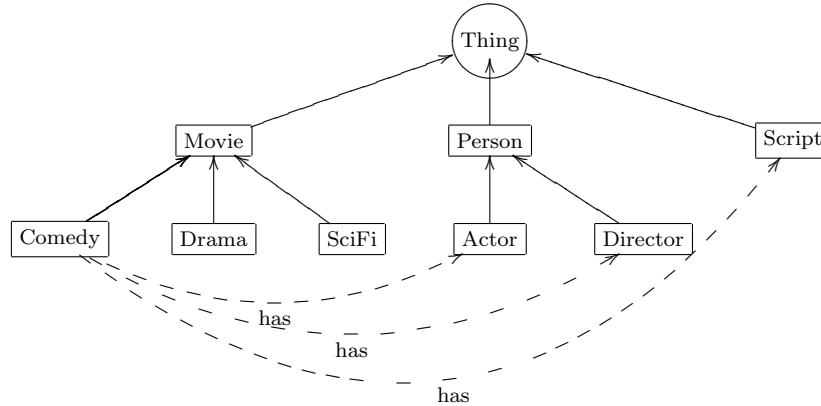 Thing
Movie
Person
Script
Comedy
Drama
SciFi
Actor
Director
has
has
has